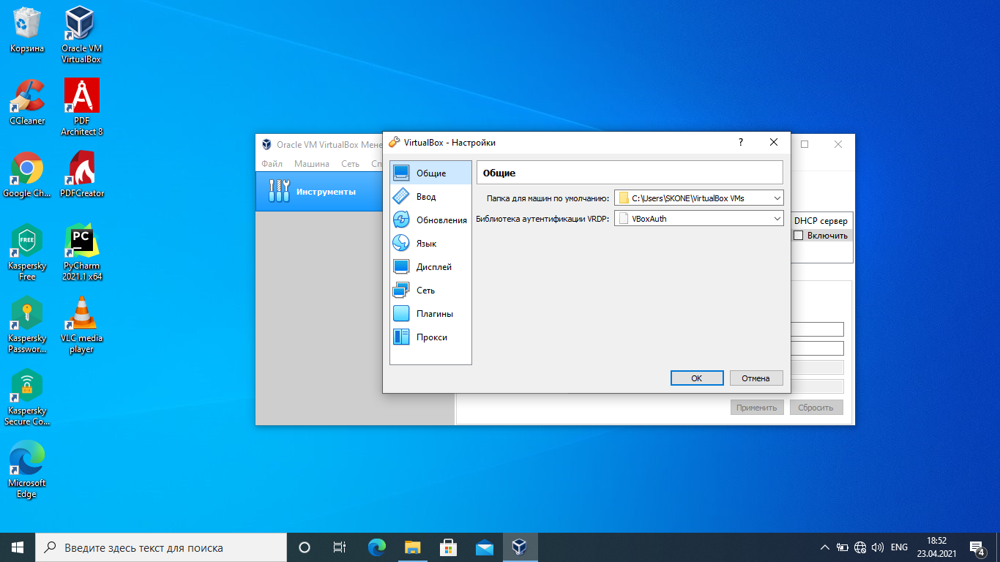 Корзина
Oracle VM
VirtualBox
CCleaner
PDF
Architect 8
Google Ch...
PDFCreator
FREE
Kaspersky
Free
PC
PyCharm
2021.1 x64
Kaspersky
Passwor...
VLC media
player
Kaspersky
Secure Co...
Microsoft
Edge
Oracle VM VirtualBox Мене
Файл
Машина
Сеть
Сп
Инструменты
DHCP сервер
Включить
Применить
Сбросить
VirtualBox - Настройки
?
Общие
Ввод
Обновления
Язык
Дисплей
Сеть
Плагины
Прокси
Общие
Папка для машин по умолчанию:
C:\Users\SKONE\VirtualBox VMs
Библиотека аутентификации VRDP:
VBoxAuth
OK
Отмена
Введите здесь текст для поиска
ENG
18:52
23.04.2021
4